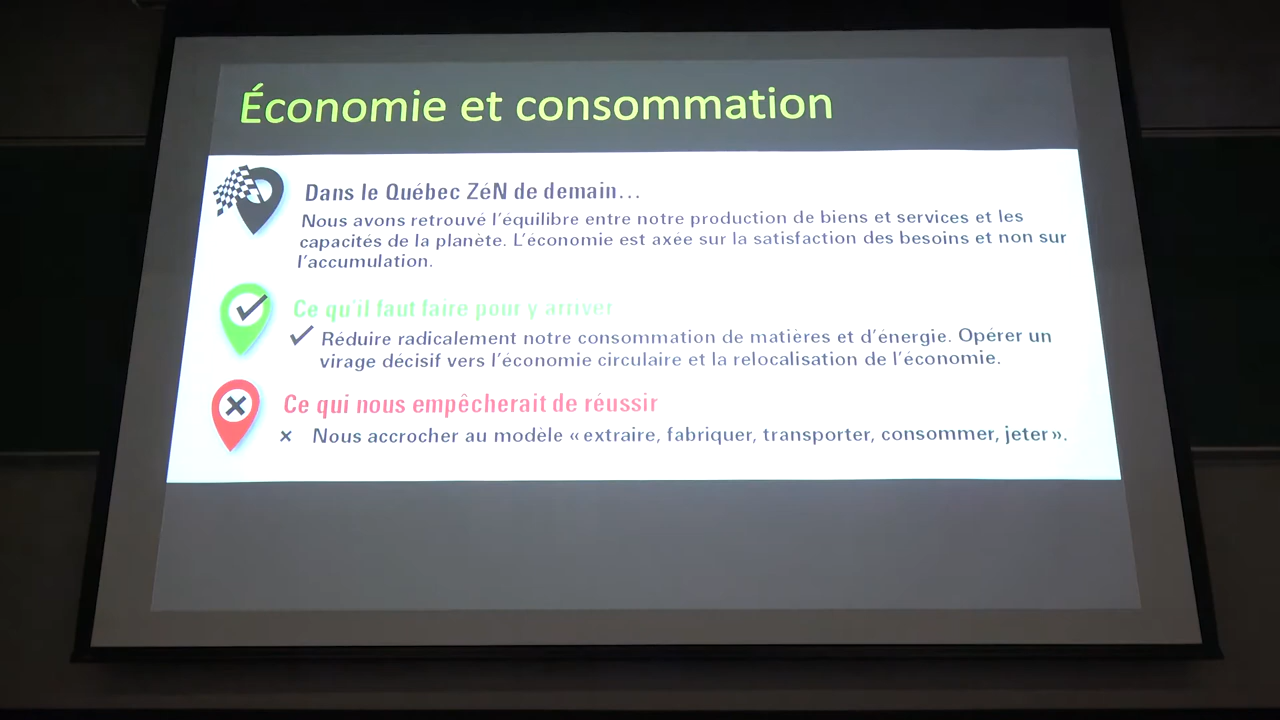 Économie et consommation
Dans le Québec ZéN de demain...
Nous avons retrouvé l'équilibre entre notre production de biens et services et les
capacités de la planète. L'économie est axée sur la satisfaction des besoins et non sur
l'accumulation.
Ce qu'il faut faire pour y arriver
✓ Réduire radicalement notre consommation de matières et d'énergie. Opérer un
virage décisif vers l'économie circulaire et la relocalisation de l'économie.
Ce qui nous empêcherait de réussir
× Nous accrocher au modèle « extraire, fabriquer, transporter, consommer, jeter ».